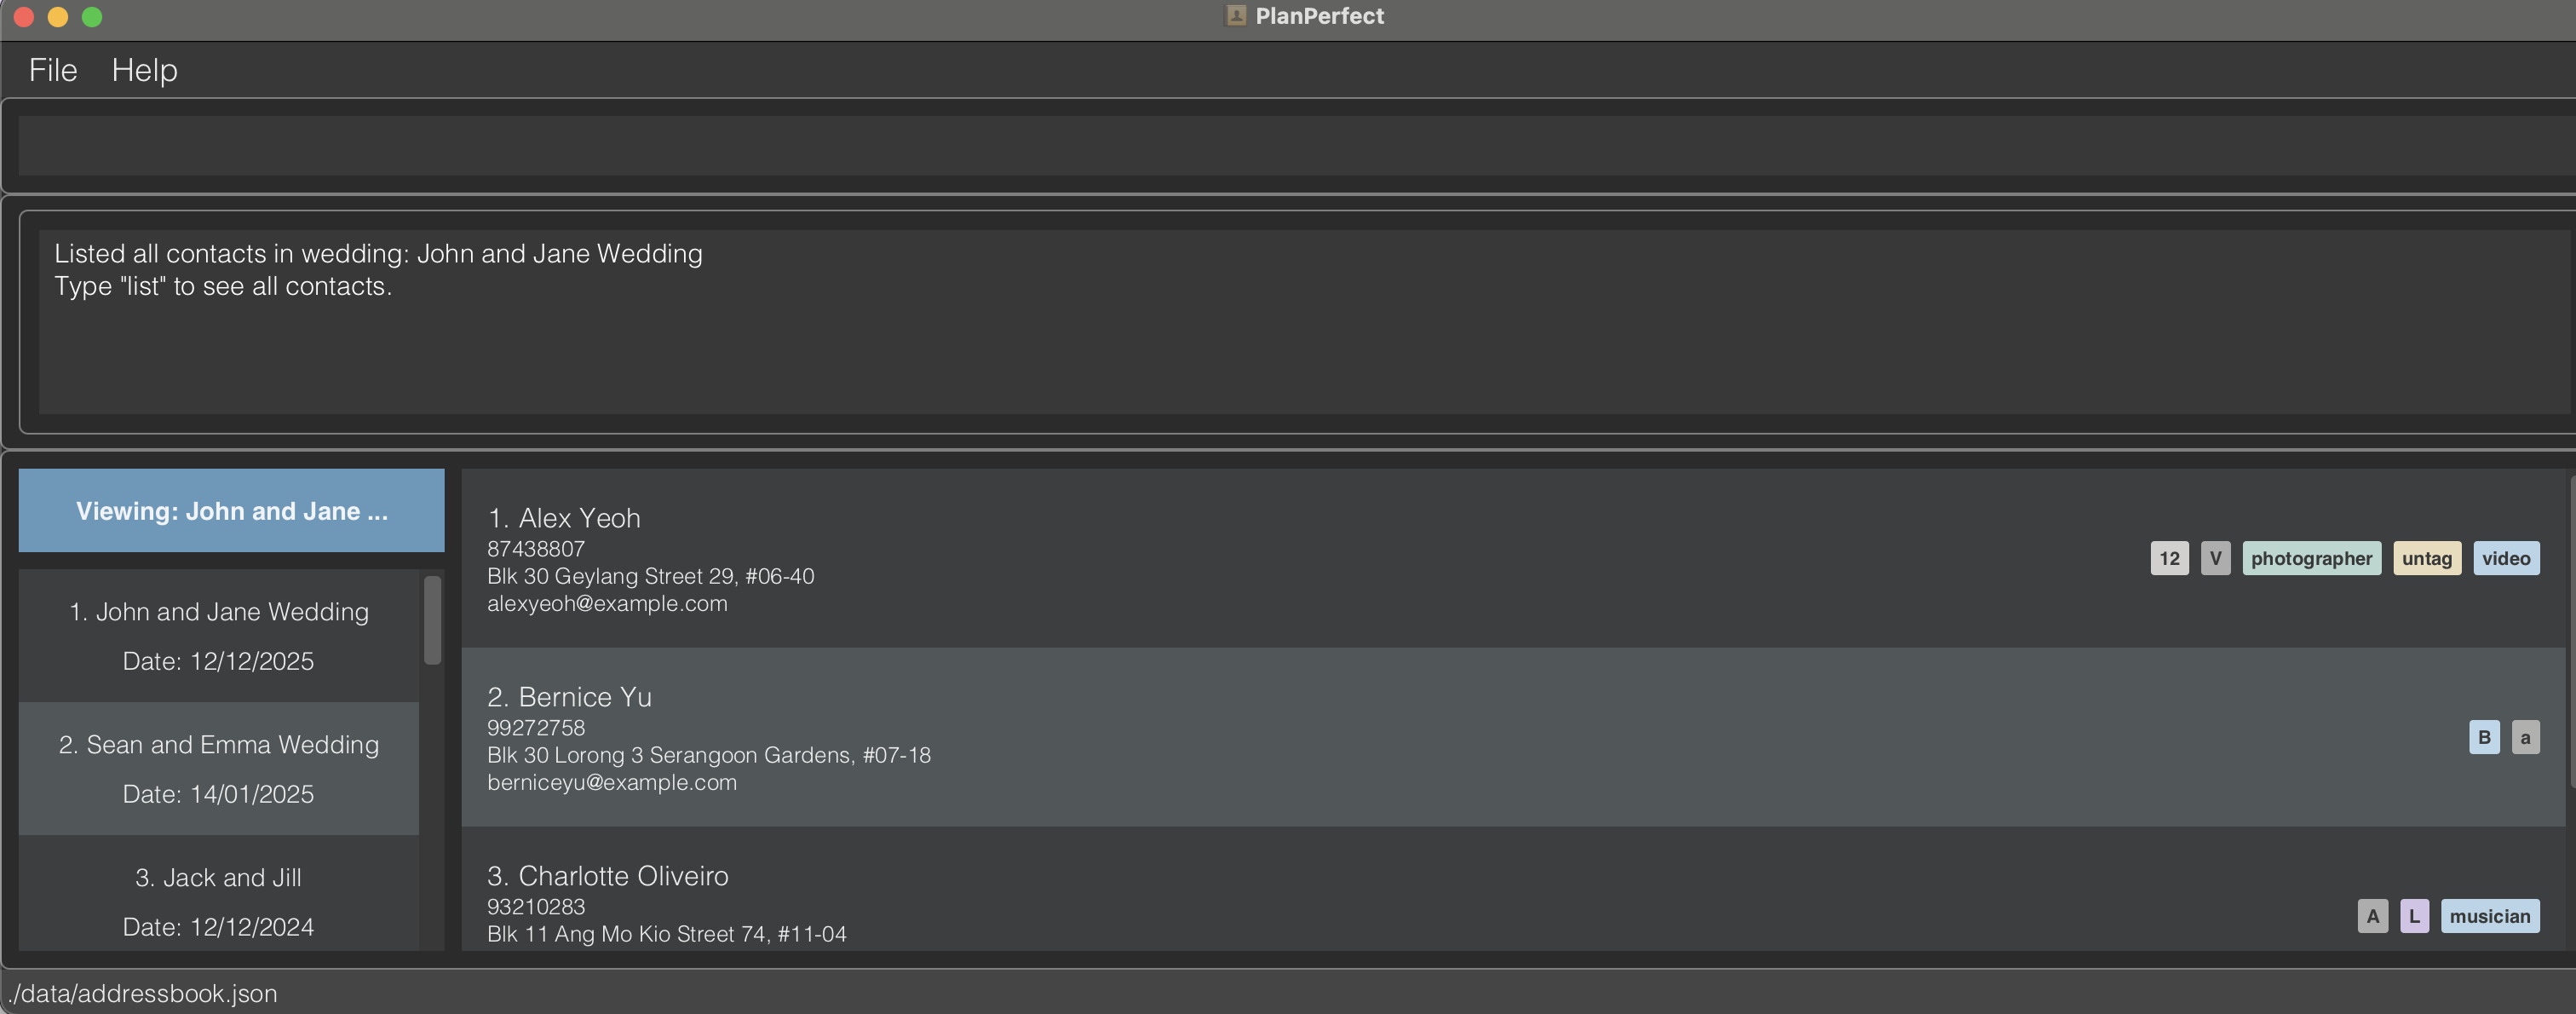 PlanPerfect
File Help
Listed all contacts in wedding: John and Jane Wedding
Type "list" to see all contacts.
Viewing: John and Jane ...
1. John and Jane Wedding
Date: 12/12/2025
2. Sean and Emma Wedding
Date: 14/01/2025
3. Jack and Jill
Date: 12/12/2024
1. Alex Yeoh
87438807
Blk 30 Geylang Street 29, #06-40
alexyeoh@example.com
12 V photographer untag video
2. Bernice Yu
99272758
Blk 30 Lorong 3 Serangoon Gardens, #07-18
berniceyu@example.com
B a
3. Charlotte Oliveiro
93210283
Blk 11 Ang Mo Kio Street 74, #11-04
A L musician
./data/addressbook.json